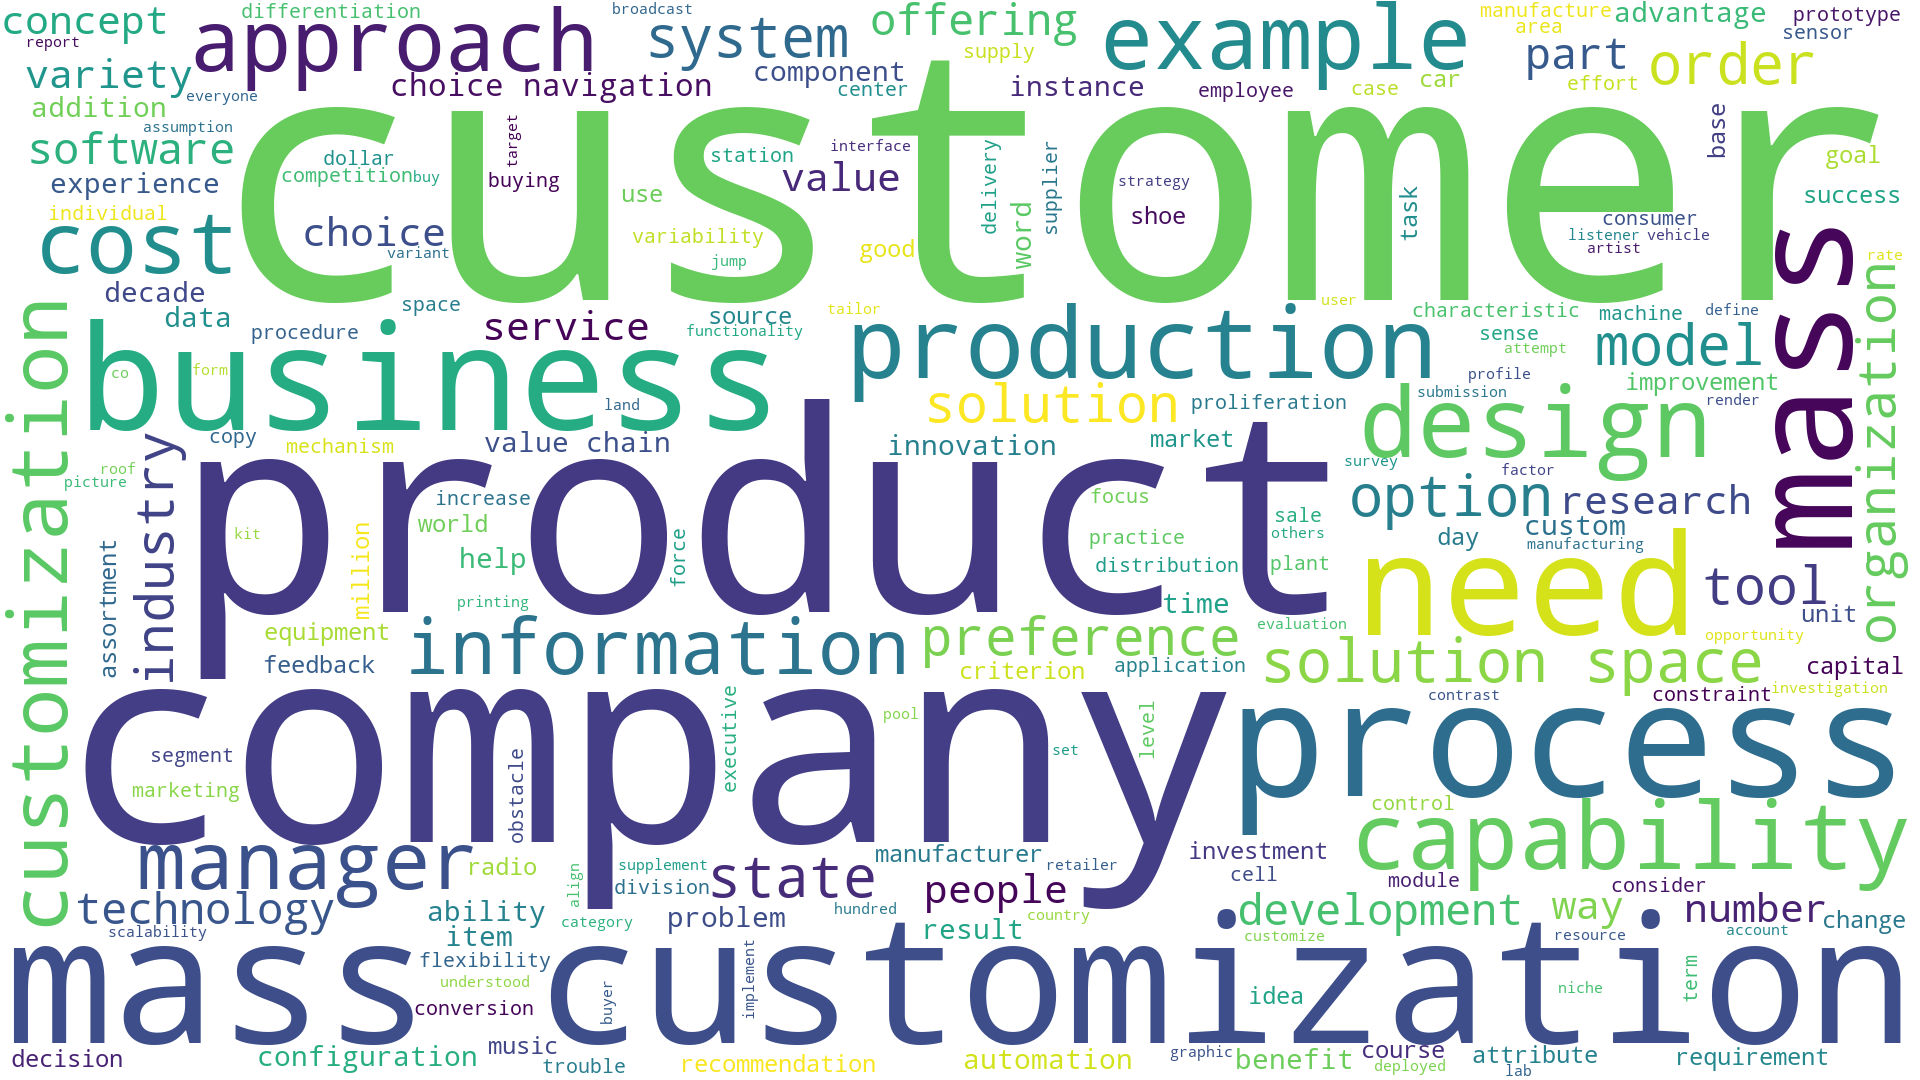 concept
differentiation
broadcast
offering
example
manufacture
advantage
prototype
report
approach
system
supply
area
sensor
variety
choice navigation
component
center
instance
employee
case
car
part
effort
order
addition
everyone
customer
base
assumption
target
software
dollar
station
interface
delivery
supplier
goal
experience
competition
buy
buying
value
strategy
success
individual
use
word
shoe
task
consumer
cost
choice
variability
good
listener
vehicle
variant
jump
artist
mass
rate
decade
space
source
tailor
user
characteristic
machine
define
organization
data
procedure
service
functionality
production
sense
model
customization
business
attempt
co
form
profile
improvement
land
solution
proliferation
submission
render
copy
mechanism
value chain
innovation
market
design
industry
roof
survey
factor
picture
product
increase
focus
option
research
world
sale
custom
kit
million
force
practice
others
day
manufacturing
assortment
help
distribution
plant
need
tool
printing
time
unit
equipment
information
preference
evaluation
opportunity
feedback
criterion
application
solution space
capital
company
executive
pool
level
contrast
constraint
investigation
segment
obstacle
set
process
marketing
control
capability
manager
radio
supplement
state
manufacturer
retailer
investment
align
division
people
cell
module
consider
technology
ability
category
problem
hundred
country
development
way
number
change
scalability
item
result
customize
resource
account
mass customization
flexibility
implement
understood
buyer
idea
niche
term
conversion
decision
configuration
music
trouble
recommendation
automation
graphic
benefit
course
deployed
attribute
lab
requirement